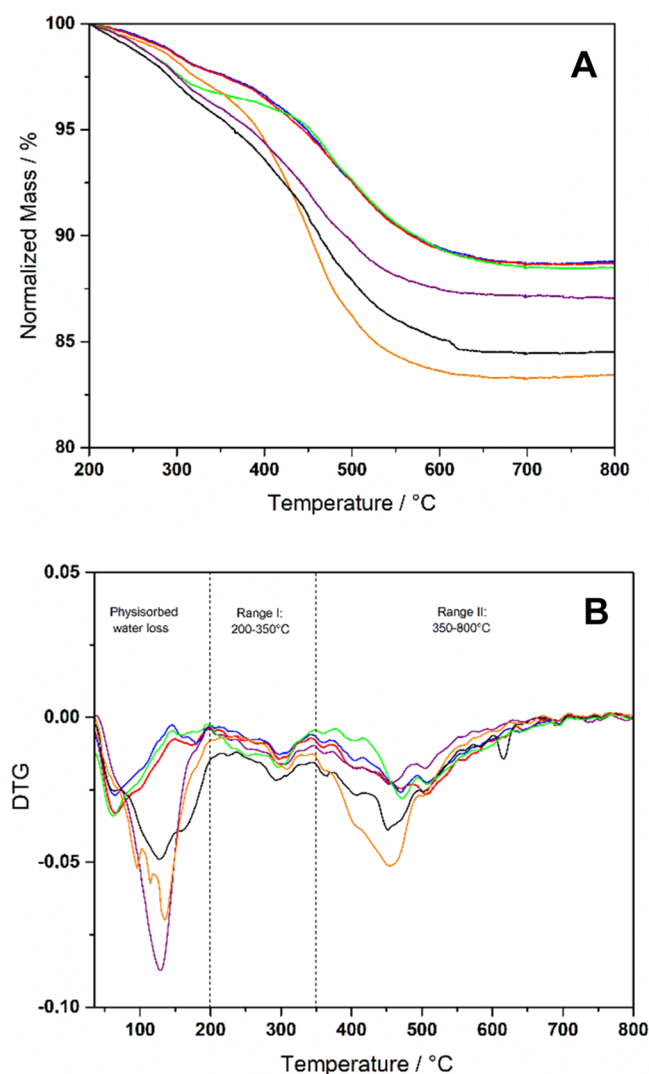 100
95
90
85
80
Normalized Mass / %
A
200 300 400 500 600 700 800
Temperature / °C
0.05
0.00
-0.05
-0.10
DTG
B
Physisorbed
water loss
Range I:
200-350°C
Range II:
350-800°C
100 200 300 400 500 600 700 800
Temperature / °C